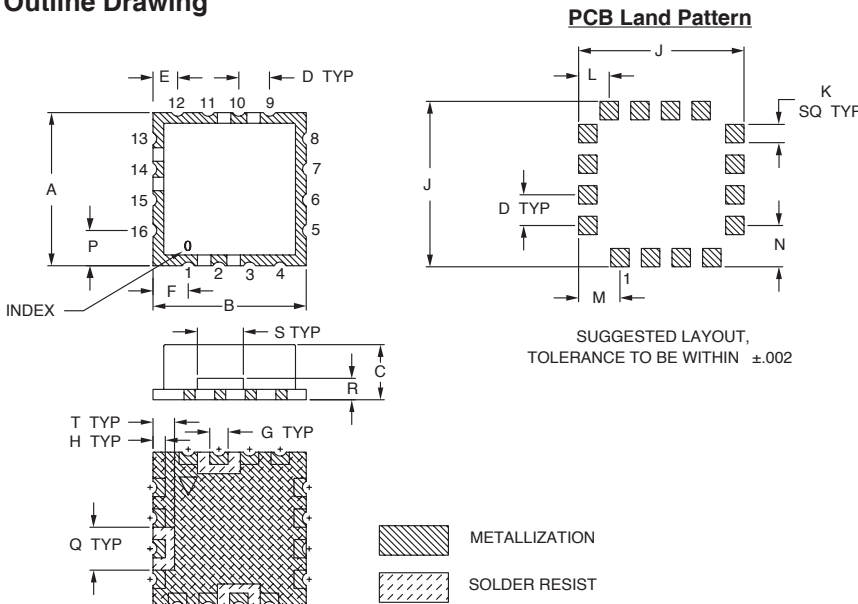 Outline Drawing
PCB Land Pattern
E
D TYP
12 11 10 9
13
14
15
16
8
7
6
5
A
P
0
1 2 3 4
F
B
INDEX
S TYP
C
R
T TYP
H TYP
G TYP
Q TYP
J
L
K
SQ TYP
J
D TYP
N
1
M
SUGGESTED LAYOUT,
TOLERANCE TO BE WITHIN ±.002
METALLIZATION
SOLDER RESIST